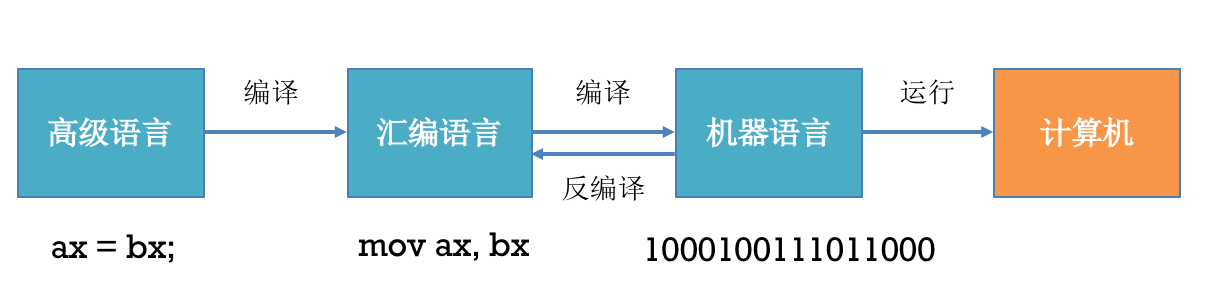 编译
编译
运行
高级语言
汇编语言
机器语言
计算机
反编译
ax = bx;
mov ax, bx
1000100111011000